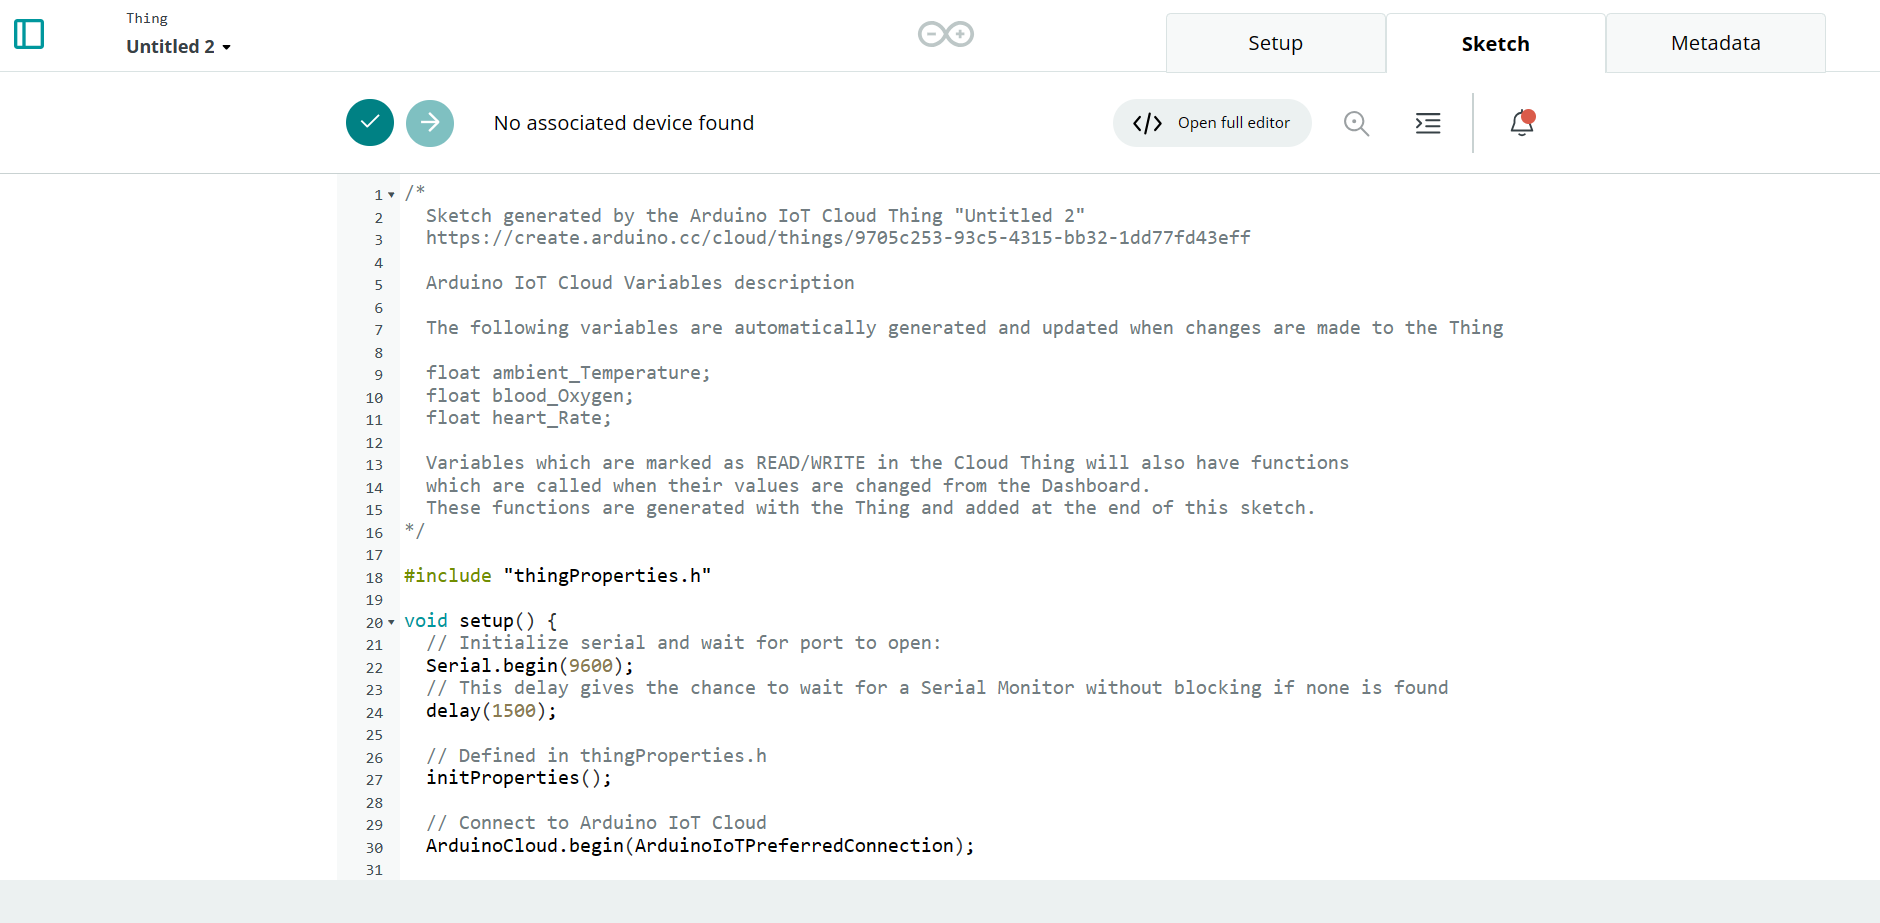 Thing
Untitled 2
Setup
Sketch
Metadata
No associated device found
</> Open full editor
1 /*
2 Sketch generated by the Arduino IoT Cloud Thing "Untitled 2"
3 https://create.arduino.cc/cloud/things/9705c253-93c5-4315-bb32-1dd77fd43eff
4
5 Arduino IoT Cloud Variables description
6
7 The following variables are automatically generated and updated when changes are made to the Thing
8
9 float ambient_Temperature;
10 float blood_Oxygen;
11 float heart_Rate;
12
13 Variables which are marked as READ/WRITE in the Cloud Thing will also have functions
14 which are called when their values are changed from the Dashboard.
15 These functions are generated with the Thing and added at the end of this sketch.
16 */
17
18 #include "thingProperties.h"
19
20 void setup() {
21 // Initialize serial and wait for port to open:
22 Serial.begin(9600);
23 // This delay gives the chance to wait for a Serial Monitor without blocking if none is found
24 delay(1500);
25
26 // Defined in thingProperties.h
27 initProperties();
28
29 // Connect to Arduino IoT Cloud
30 ArduinoCloud.begin(ArduinoIoTPreferredConnection);
31